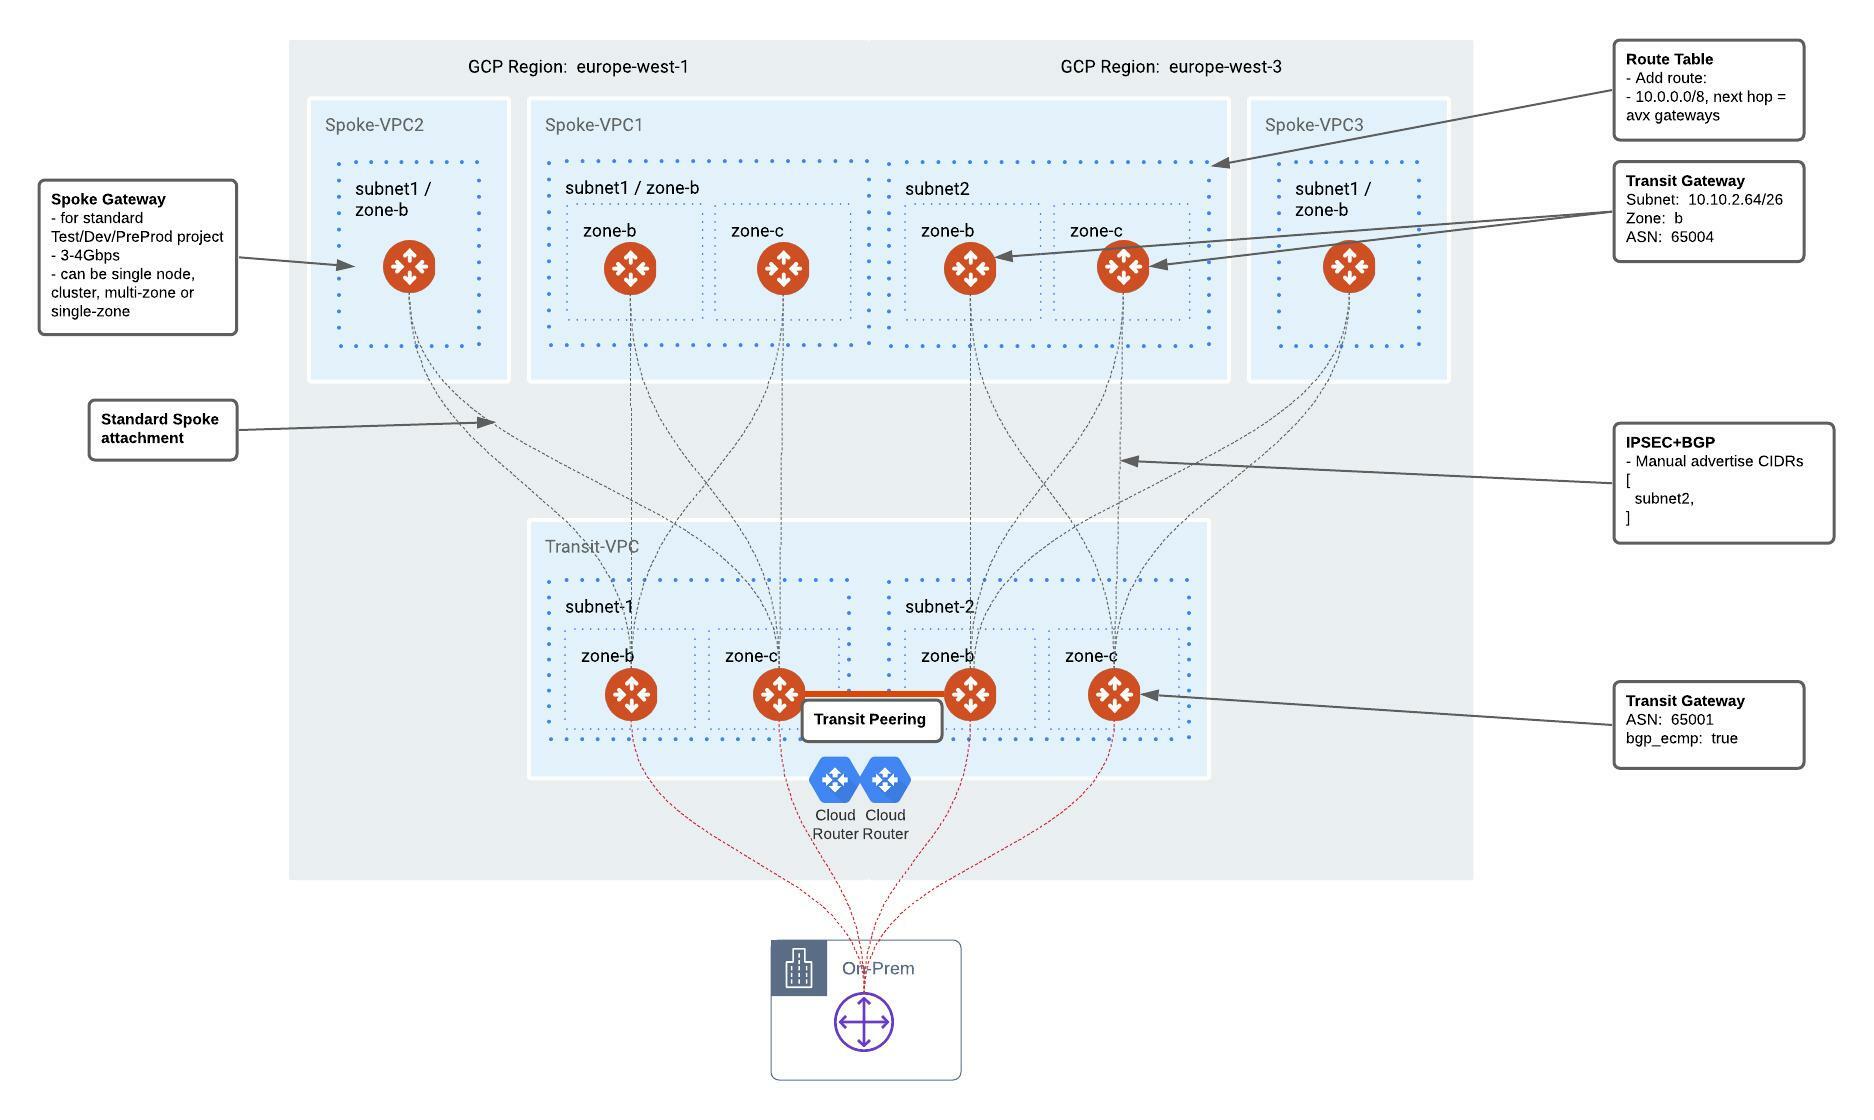 GCP Region: europe-west-1
GCP Region: europe-west-3
Route Table
- Add route:
- 10.0.0.0/8, next hop =
avx gateways
Spoke-VPC2
Spoke-VPC1
Spoke-VPC3
Spoke Gateway
- for standard
Test/Dev/PreProd project
- 3-4Gbps
- can be single node,
cluster, multi-zone or
single-zone
subnet1 /
zone-b
subnet1 / zone-b
zone-b
zone-c
subnet2
zone-b
zone-c
subnet1 /
zone-b
Transit Gateway
Subnet: 10.10.2.64/26
Zone: b
ASN: 65004
Standard Spoke
attachment
IPSEC+BGP
- Manual advertise CIDRs
[
subnet2,
]
Transit-VPC
subnet-1
zone-b
zone-c
subnet-2
zone-b
zone-c
Transit Peering
Transit Gateway
ASN: 65001
bgp_ecmp: true
Cloud
Router
Cloud
Router
On-Prem